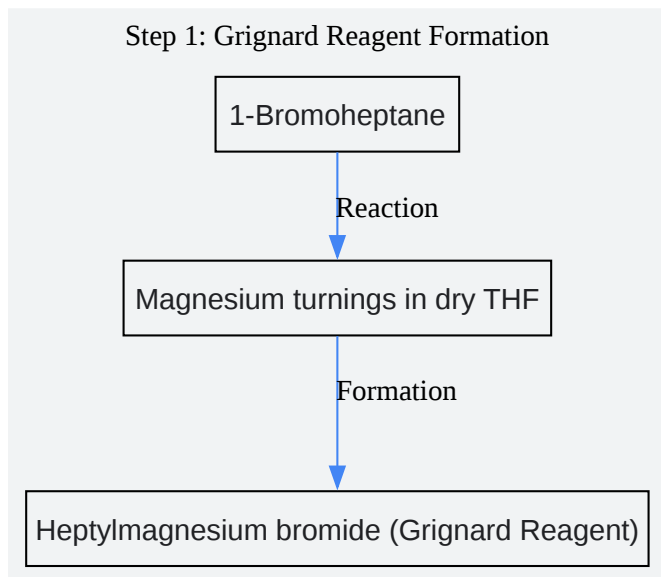 Step 1: Grignard Reagent Formation
1-Bromoheptane
Reaction
Magnesium turnings in dry THF
Formation
Heptylmagnesium bromide (Grignard Reagent)